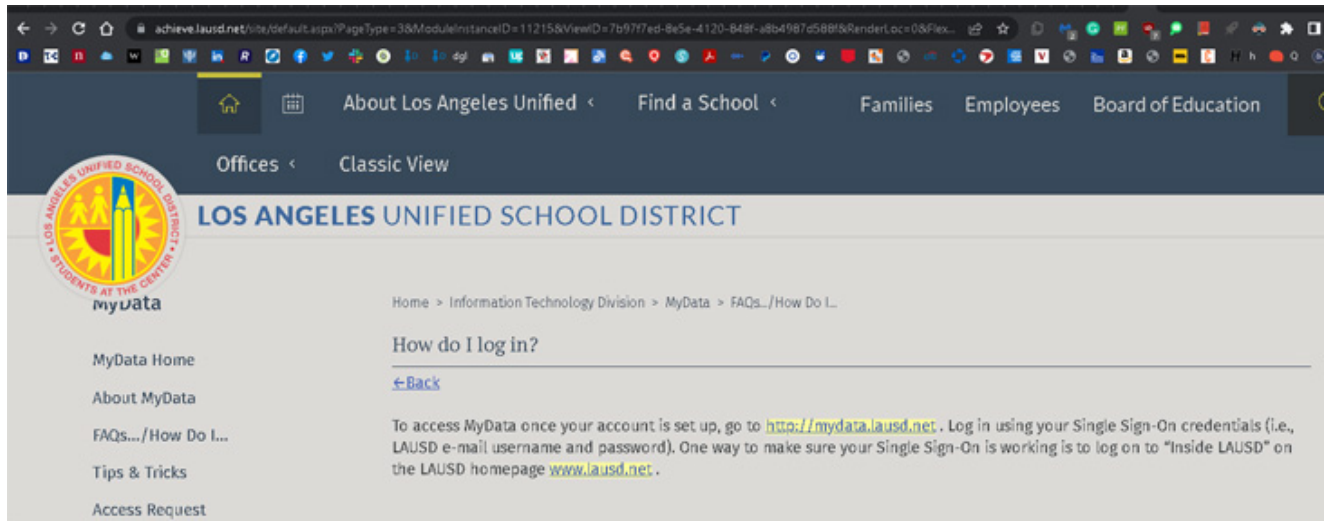 achieve.lausd.net/site/default.aspx?PageType=3&ModuleInstanceID=11215&ViewID=7b97f7ed-8e5e-4120-848f-a8b4987d588f&RenderLoc=0&Flex...
About Los Angeles Unified
Find a School
Families
Employees
Board of Education
Offices
Classic View
LOS ANGELES UNIFIED SCHOOL DISTRICT
LOS ANGELES UNIFIED SCHOOL DISTRICT
STUDENTS AT THE CENTER
MyData
MyData Home
About MyData
FAQs.../How Do I...
Tips & Tricks
Access Request
Home > Information Technology Division > MyData > FAQs.../How Do I...
How do I log in?
←Back
To access MyData once your account is set up, go to http://mydata.lausd.net . Log in using your Single Sign-On credentials (i.e.,
LAUSD e-mail username and password). One way to make sure your Single Sign-On is working is to log on to “Inside LAUSD” on
the LAUSD homepage www.lausd.net .